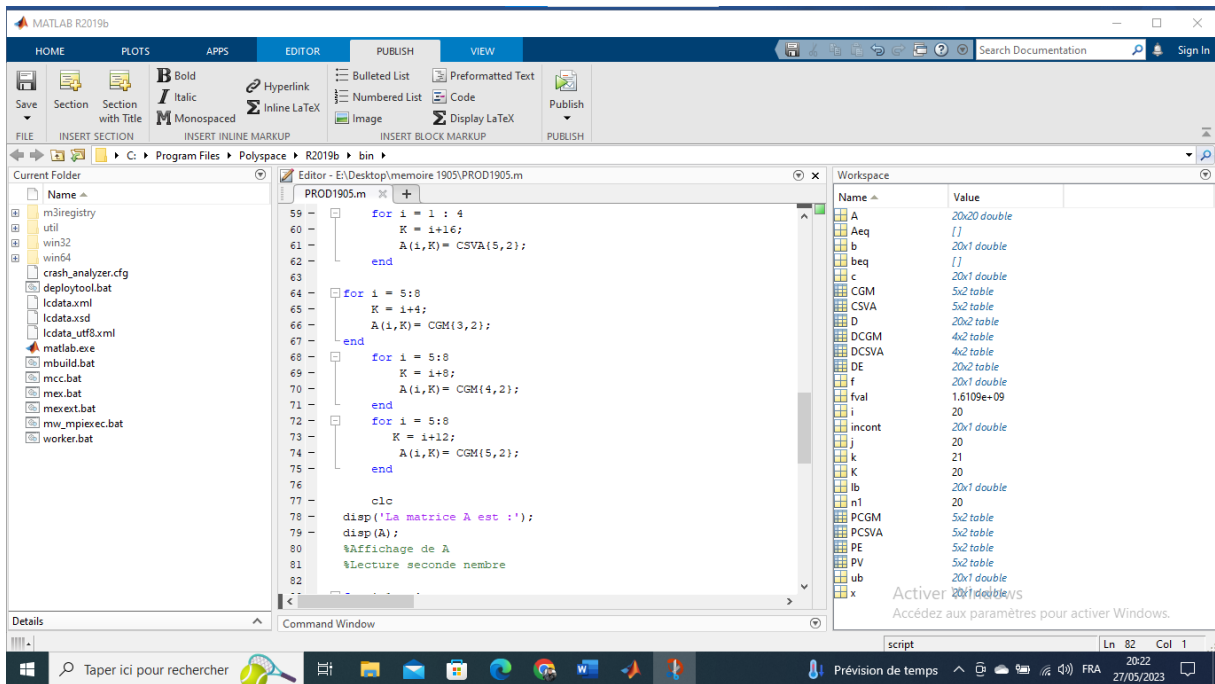 MATLAB R2019b
HOME PLOTS APPS EDITOR PUBLISH VIEW Search Documentation Sign In
Save Section Section with Title B Bold I Italic M Monospaced Hyperlink Inline LaTeX Bulleted List Numbered List Image Preformatted Text Code Display LaTeX Publish
FILE INSERT SECTION INSERT INLINE MARKUP INSERT BLOCK MARKUP PUBLISH
C: Program Files Polyspace R2019b bin
Current Folder
Name
m3iregistry
util
win32
win64
crash_analyzer.cfg
deploytool.bat
lcdata.xml
lcdata.xsd
lcdata_utf8.xml
matlab.exe
mbuild.bat
mcc.bat
mex.bat
mexext.bat
mw_mpiexec.bat
worker.bat
Details
Editor - E:\Desktop\memoire 1905\PROD1905.m
PROD1905.m +
59 - for i = 1 : 4
60 - K = i+16;
61 - A(i,K)= CSVA{5,2};
62 - end
63
64 - for i = 5:8
65 - K = i+4;
66 - A(i,K)= CGM{3,2};
67 - end
68 - for i = 5:8
69 - K = i+8;
70 - A(i,K)= CGM{4,2};
71 - end
72 - for i = 5:8
73 - K = i+12;
74 - A(i,K)= CGM{5,2};
75 - end
76
77 - clc
78 - disp('La matrice A est :');
79 - disp(A);
80 %Affichage de A
81 %Lecture seconde nembre
82
Command Window
Workspace
Name Value
A 20x20 double
Aeq []
b 20x1 double
beq []
c 20x1 double
CGM 5x2 table
CSVA 5x2 table
D 20x2 table
DCGM 4x2 table
DCSVA 4x2 table
DE 20x2 table
f 20x1 double
fval 1.6109e+09
i 20
incont 20x1 double
j 20
k 21
K 20
lb 20x1 double
n1 20
PCGM 5x2 table
PCSVA 5x2 table
PE 5x2 table
PV 5x2 table
ub 20x1 double
x 20x1 double
Activer Windows
Accédez aux paramètres pour activer Windows.
script Ln 82 Col 1
Taper ici pour rechercher Prévision de temps FRA 20:22
27/05/2023